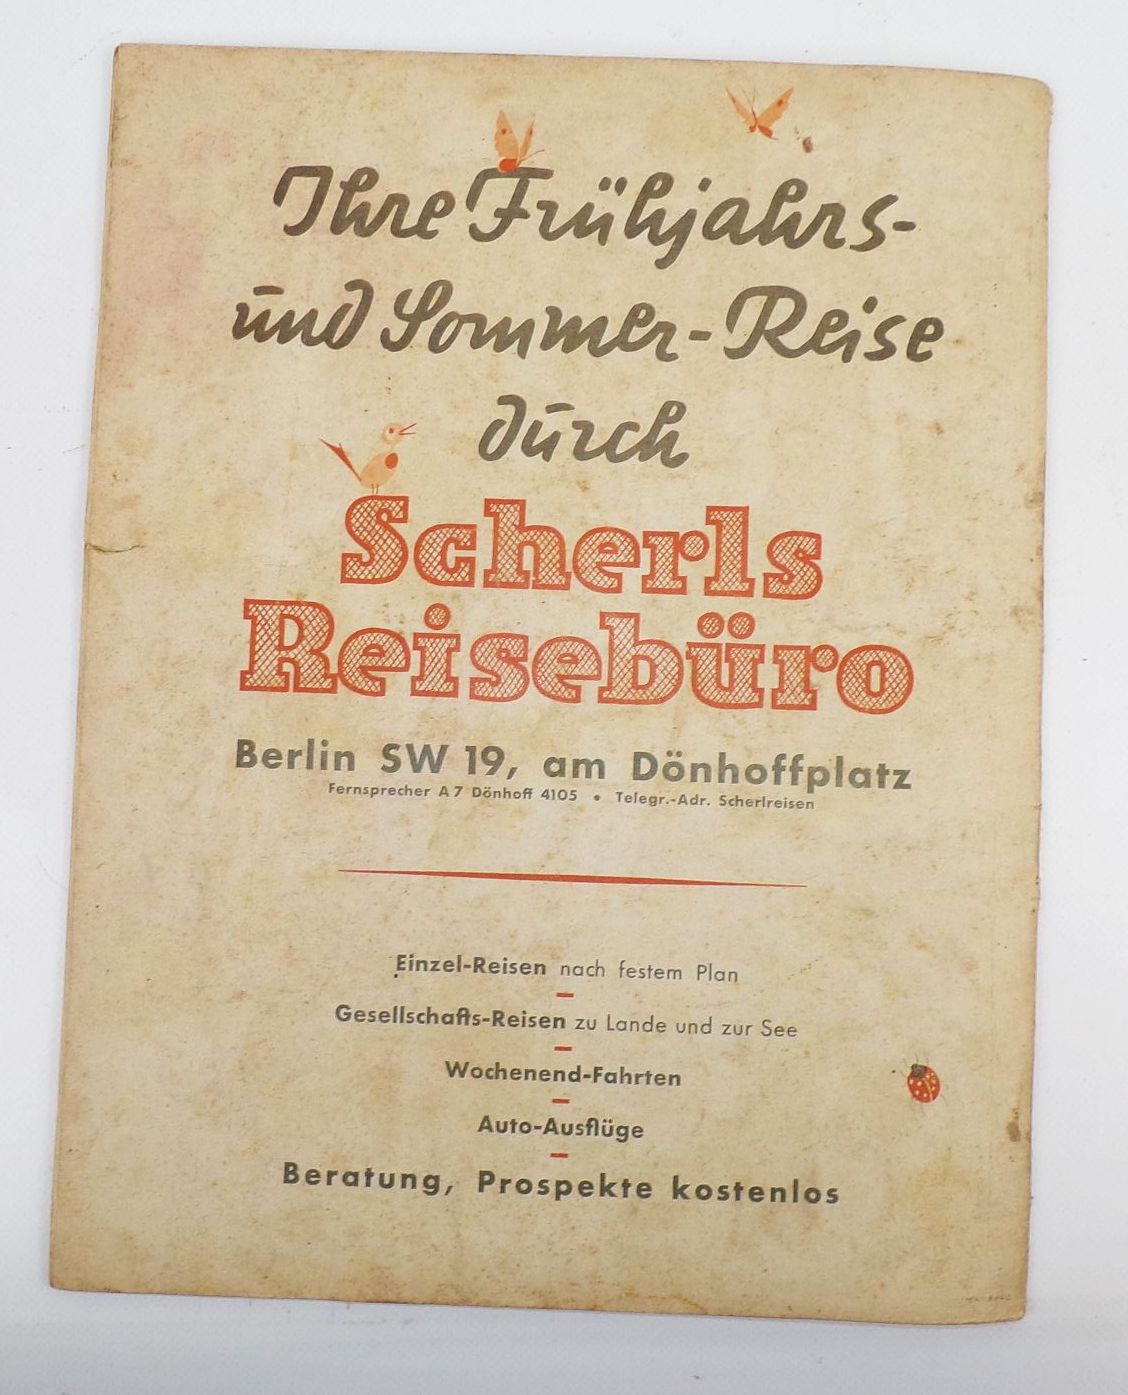 Ihre Frühjahrs-
und Sommer-Reise
durch
Scherls
Reisebüro
Berlin SW 19, am Dönhoffplatz
Fernsprecher A 7 Dönhoff 4105 • Telegr.-Adr. Scherlreisen
Einzel-Reisen nach festem Plan
Gesellschafts-Reisen zu Lande und zur See
Wochenend-Fahrten
Auto-Ausflüge
Beratung, Prospekte kostenlos